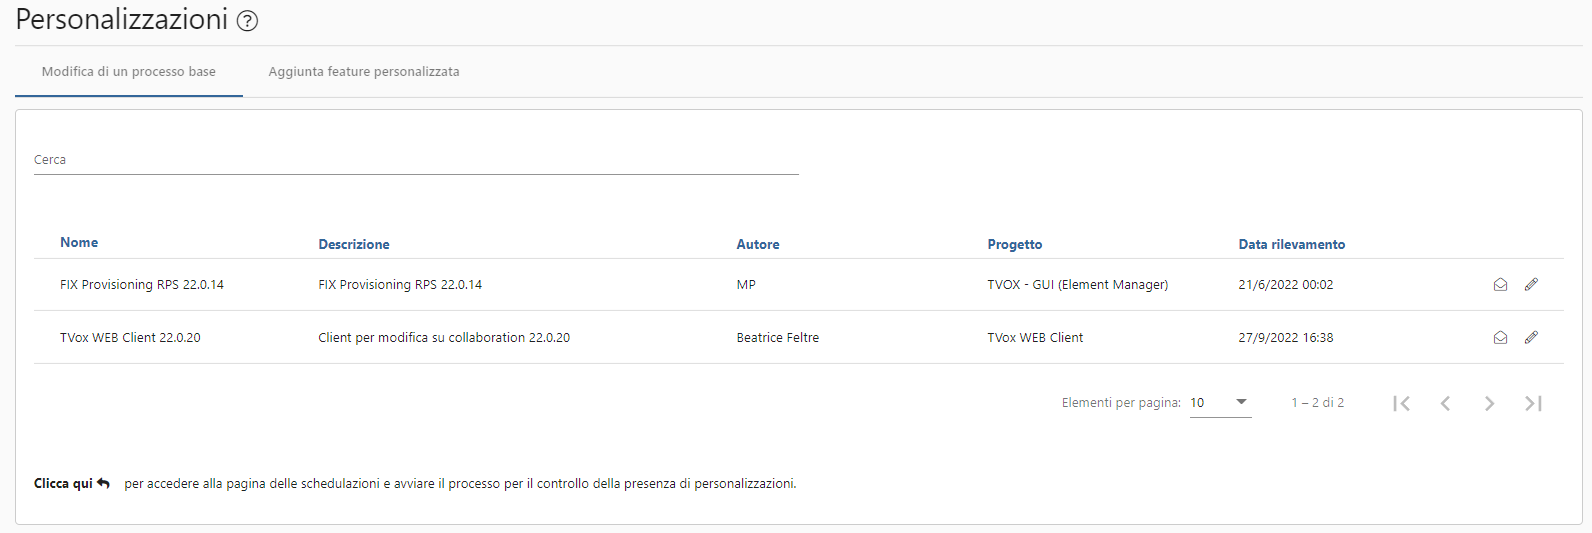 Personalizzazioni ?
Modifica di un processo base Aggiunta feature personalizzata
Cerca
Nome Descrizione Autore Progetto Data rilevamento
FIX Provisioning RPS 22.0.14 FIX Provisioning RPS 22.0.14 MP TVOX - GUI (Element Manager) 21/6/2022 00:02
TVox WEB Client 22.0.20 Client per modifica su collaboration 22.0.20 Beatrice Feltre TVox WEB Client 27/9/2022 16:38
Elementi per pagina: 10 1 – 2 di 2
Clicca qui per accedere alla pagina delle schedulazioni e avviare il processo per il controllo della presenza di personalizzazioni.